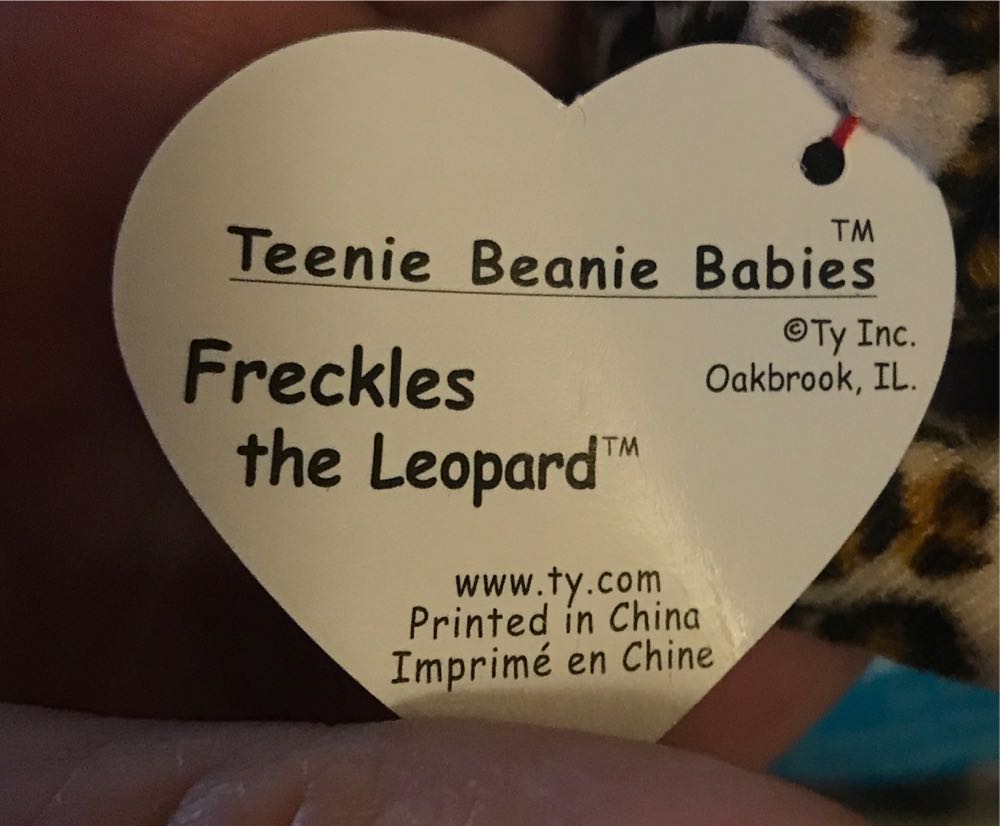 Teenie Beanie Babies™
©Ty Inc.
Oakbrook, IL.
Freckles
the Leopard™
www.ty.com
Printed in China
Imprimé en Chine